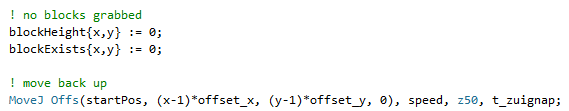 ! no blocks grabbed
blockHeight{x,y} := 0;
blockExists{x,y} := 0;
! move back up
MoveJ Offs(startPos, (x-1)*offset_x, (y-1)*offset_y, 0), speed, z50, t_zuignap;